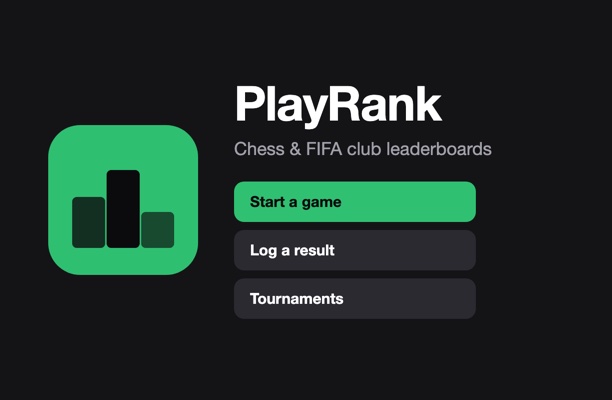 PlayRank
Chess & FIFA club leaderboards
Start a game
Log a result
Tournaments